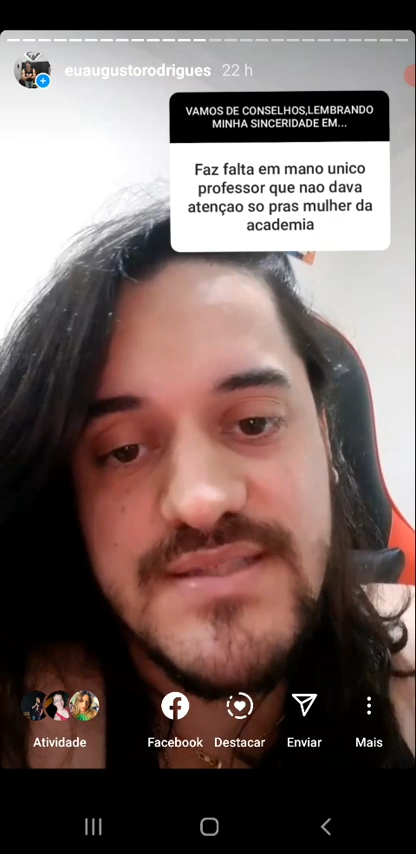 euaugustorodrigues 22 h
VAMOS DE CONSELHOS,LEMBRANDO
MINHA SINCERIDADE EM...
Faz falta em mano unico
professor que nao dava
atençao so pras mulher da
academia
Atividade
Facebook
Destacar
Enviar
Mais